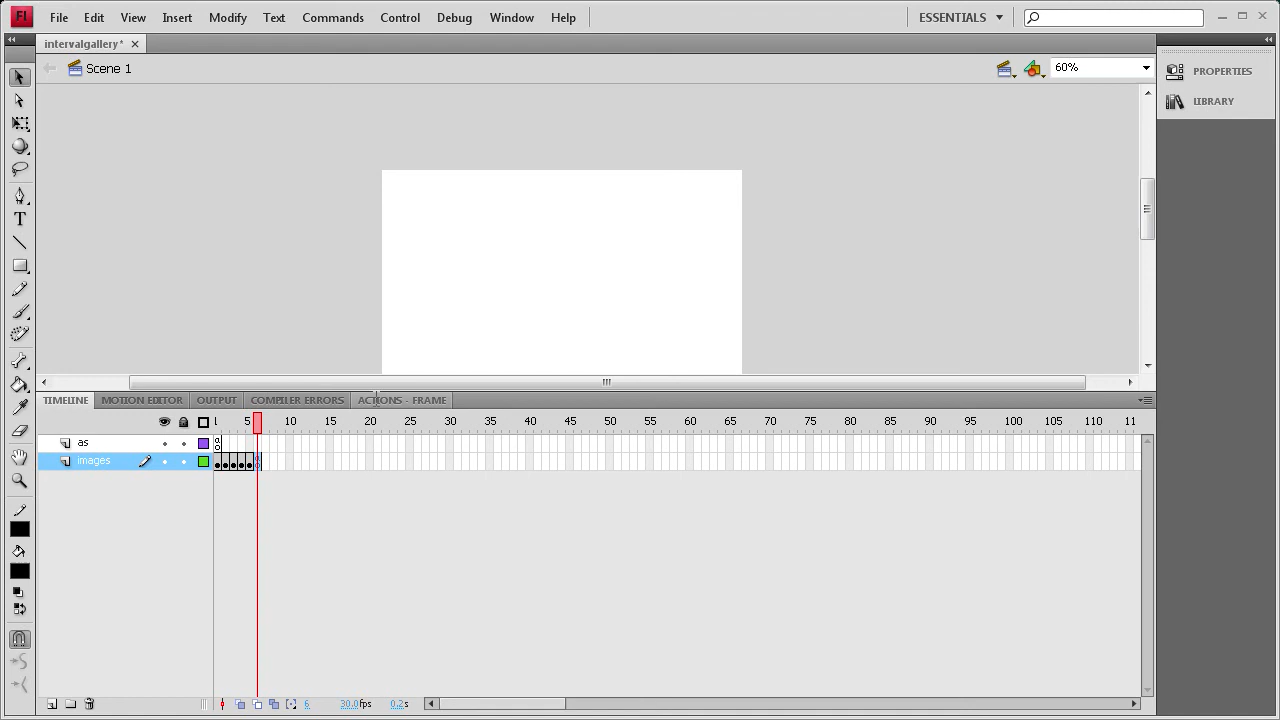 Fl File Edit View Insert Modify Text Commands Control Debug Window Help ESSENTIALS
intervalgallery*
Scene 1 60%
PROPERTIES
LIBRARY
TIMELINE MOTION EDITOR OUTPUT COMPILER ERRORS ACTIONS - FRAME
5 10 15 20 25 30 35 40 45 50 55 60 65 70 75 80 85 90 95 100 105 110 11
as
images
6 30.0fps 0.2s